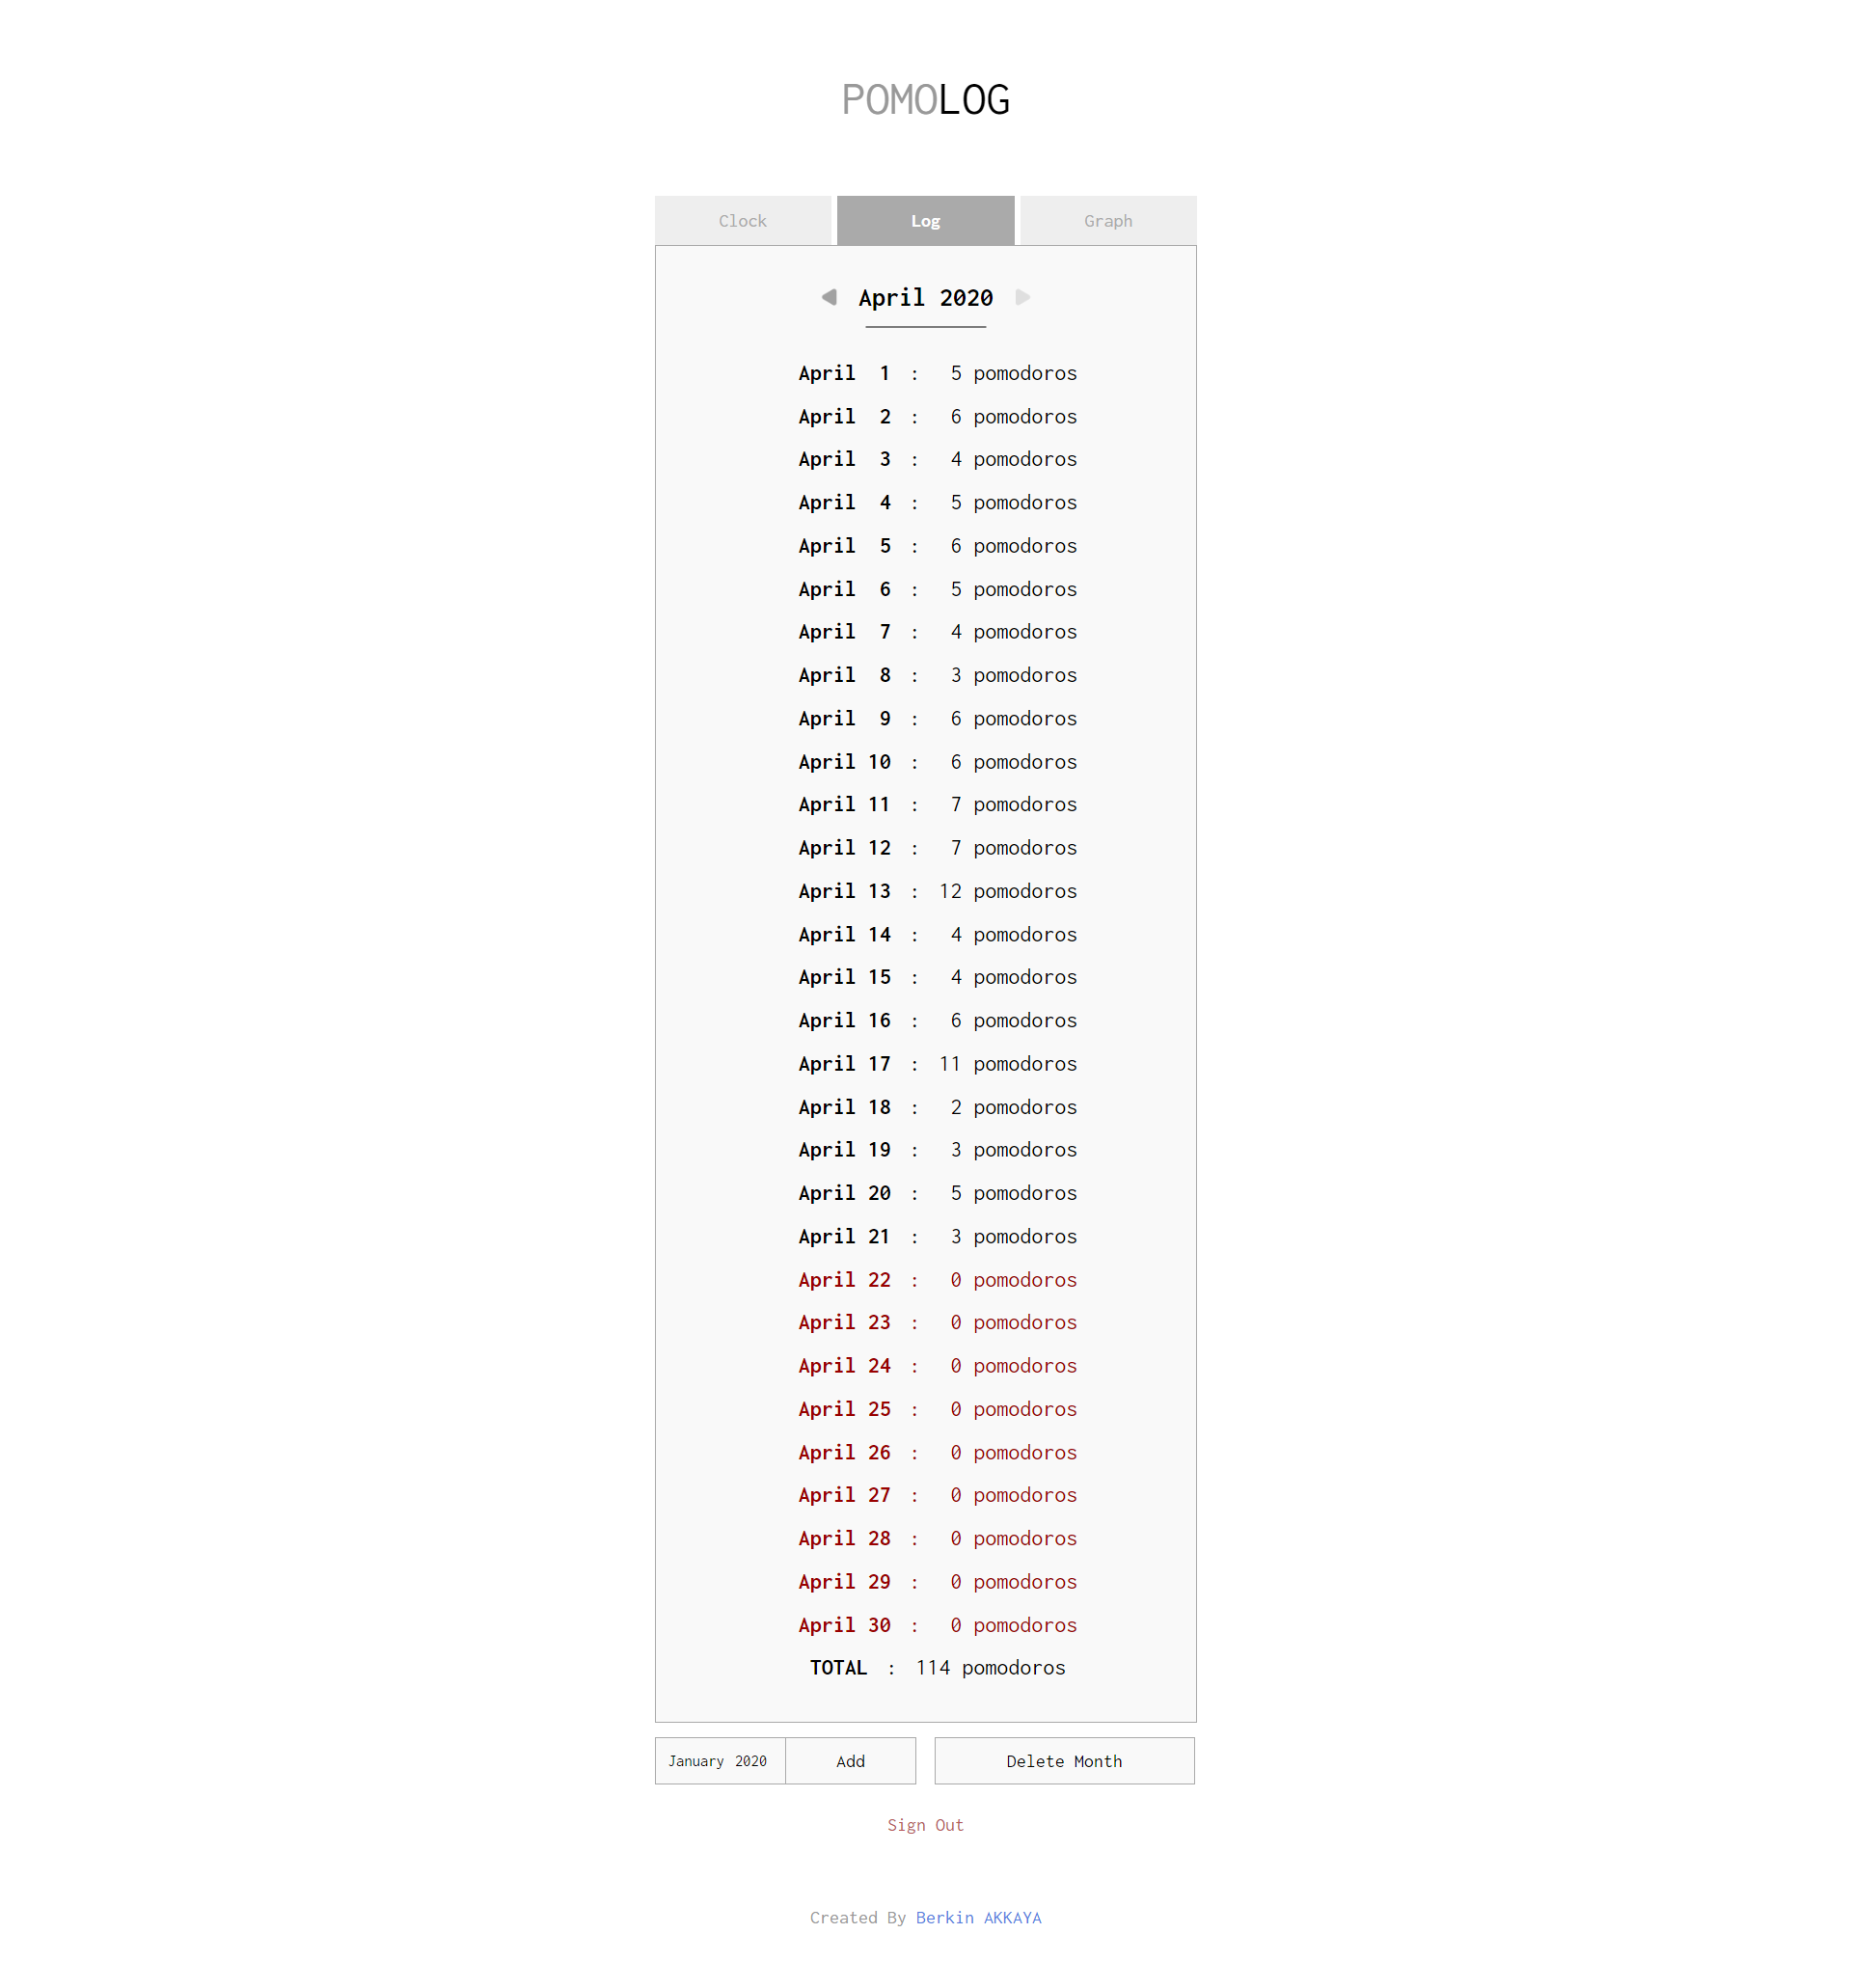 POMOLOG
Clock Log Graph
April 2020
April 1 : 5 pomodoros
April 2 : 6 pomodoros
April 3 : 4 pomodoros
April 4 : 5 pomodoros
April 5 : 6 pomodoros
April 6 : 5 pomodoros
April 7 : 4 pomodoros
April 8 : 3 pomodoros
April 9 : 6 pomodoros
April 10 : 6 pomodoros
April 11 : 7 pomodoros
April 12 : 7 pomodoros
April 13 : 12 pomodoros
April 14 : 4 pomodoros
April 15 : 4 pomodoros
April 16 : 6 pomodoros
April 17 : 11 pomodoros
April 18 : 2 pomodoros
April 19 : 3 pomodoros
April 20 : 5 pomodoros
April 21 : 3 pomodoros
April 22 : 0 pomodoros
April 23 : 0 pomodoros
April 24 : 0 pomodoros
April 25 : 0 pomodoros
April 26 : 0 pomodoros
April 27 : 0 pomodoros
April 28 : 0 pomodoros
April 29 : 0 pomodoros
April 30 : 0 pomodoros
TOTAL : 114 pomodoros
January 2020 Add Delete Month
Sign Out
Created By Berkin AKKAYA